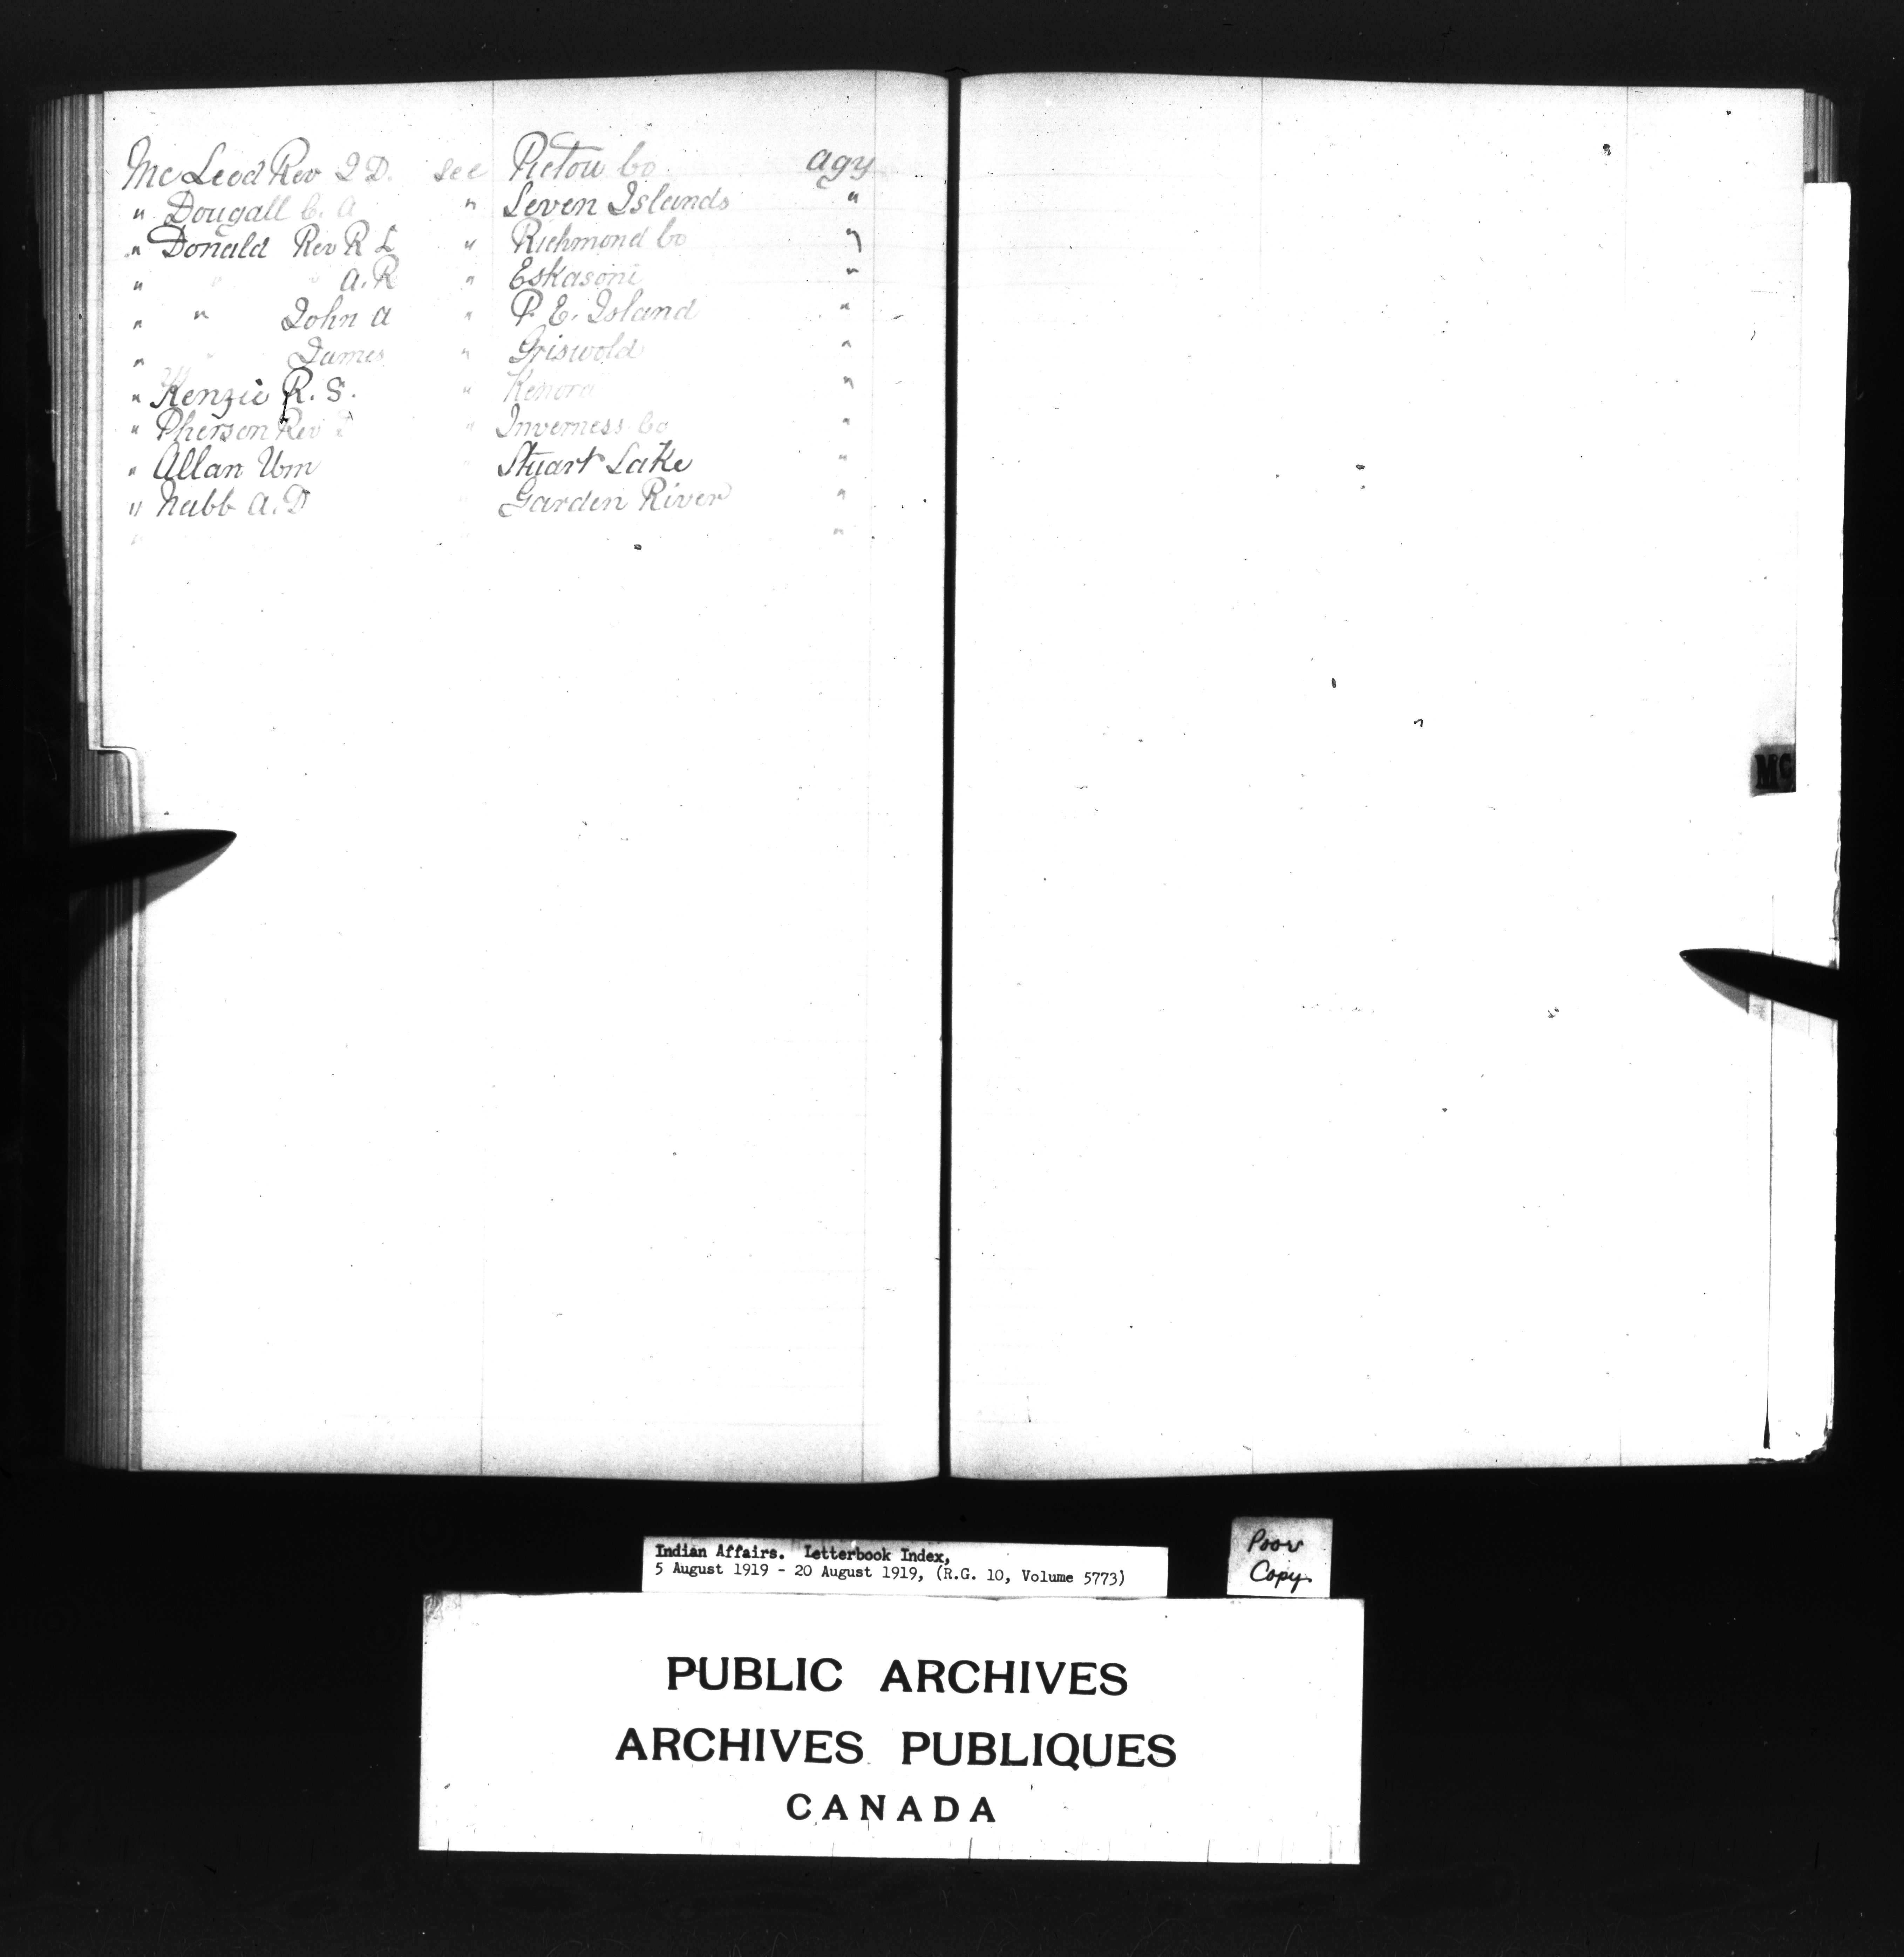 McLeod Rev J D. see Pictou Co agy
" Dougall C. A " Seven Islands "
" Donald Rev R L " Richmond Co "
" " " A. R " Eskasoni "
" " John A " P. E. Island "
" " James " Griswold "
" Kenzie R. S. " Kenora "
" Pherson Rev " Inverness Co "
" Allan Wm " Stuart Lake "
" Nabb A. D " Garden River "
" " "
Mc
Indian Affairs. Letterbook Index,
5 August 1919 - 20 August 1919, (R.G. 10, Volume 5773)
Poor
Copy.
PUBLIC ARCHIVES
ARCHIVES PUBLIQUES
CANADA